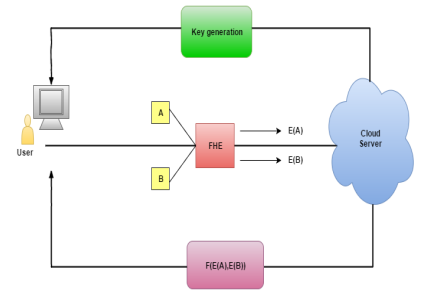 Key generation
A
User
FHE
E(A)
Cloud
Server
E(B)
B
F(E(A),E(B))